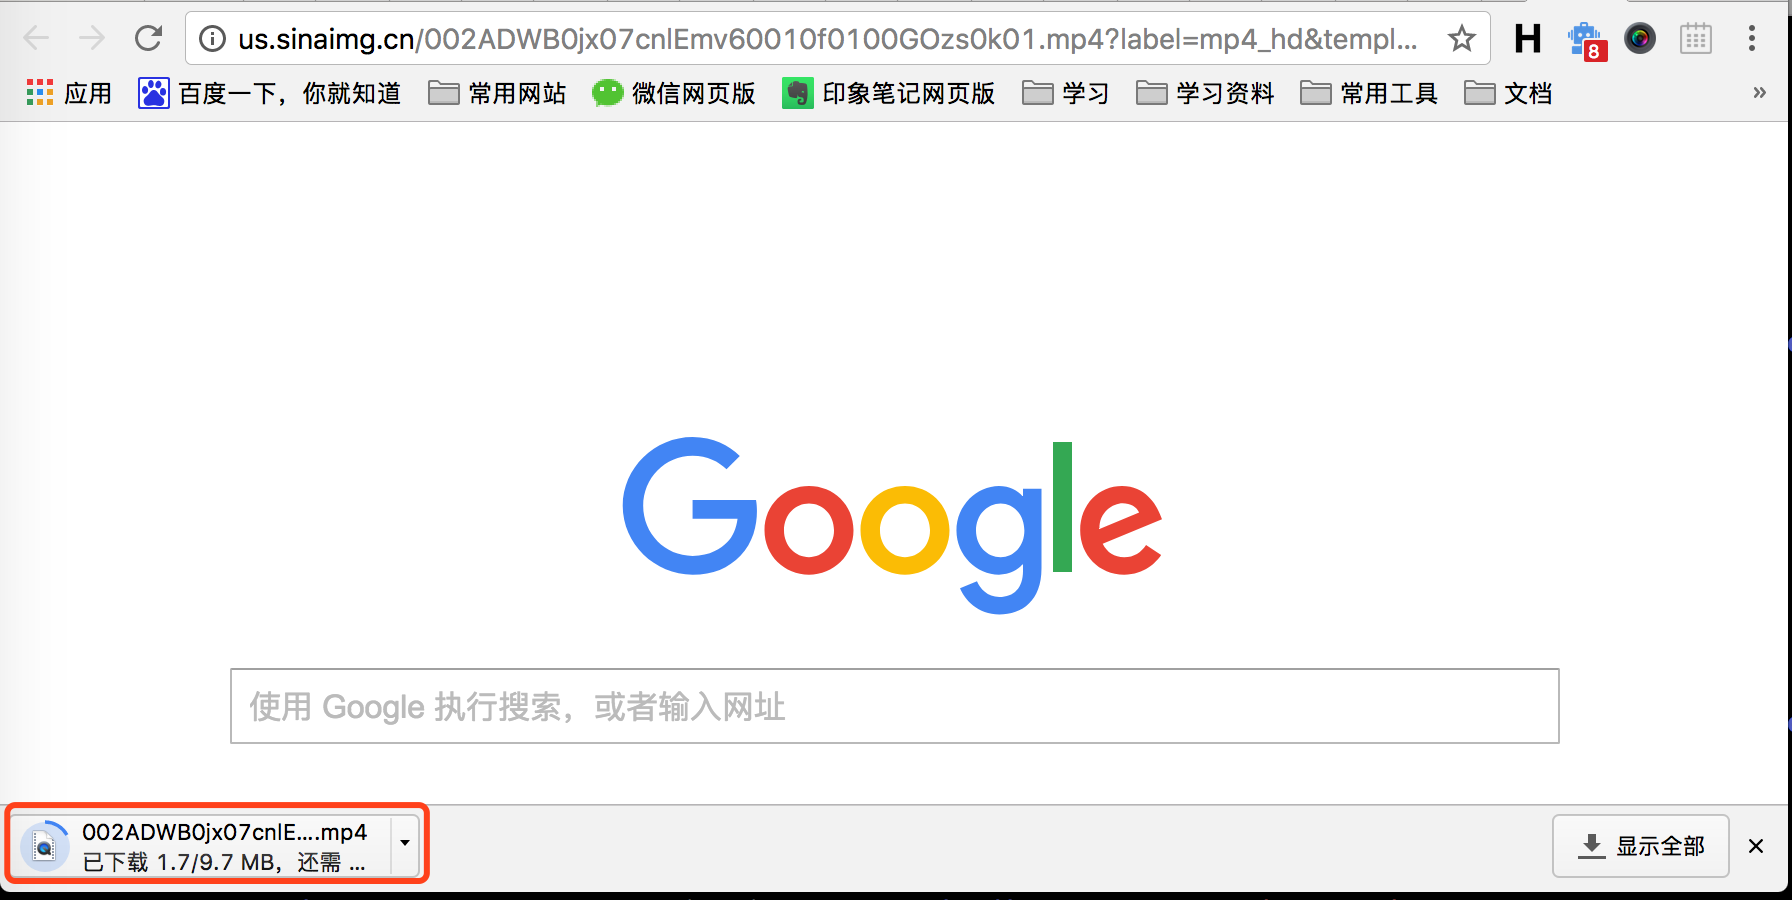 us.sinaimg.cn/002ADWB0jx07cnlEmv60010f0100GOzs0k01.mp4?label=mp4_hd&templ...
H
8
应用
百度一下，你就知道
常用网站
微信网页版
印象笔记网页版
学习
学习资料
常用工具
文档
»
Google
使用 Google 执行搜索，或者输入网址
002ADWB0jx07cnlE....mp4
已下载 1.7/9.7 MB，还需 ...
显示全部